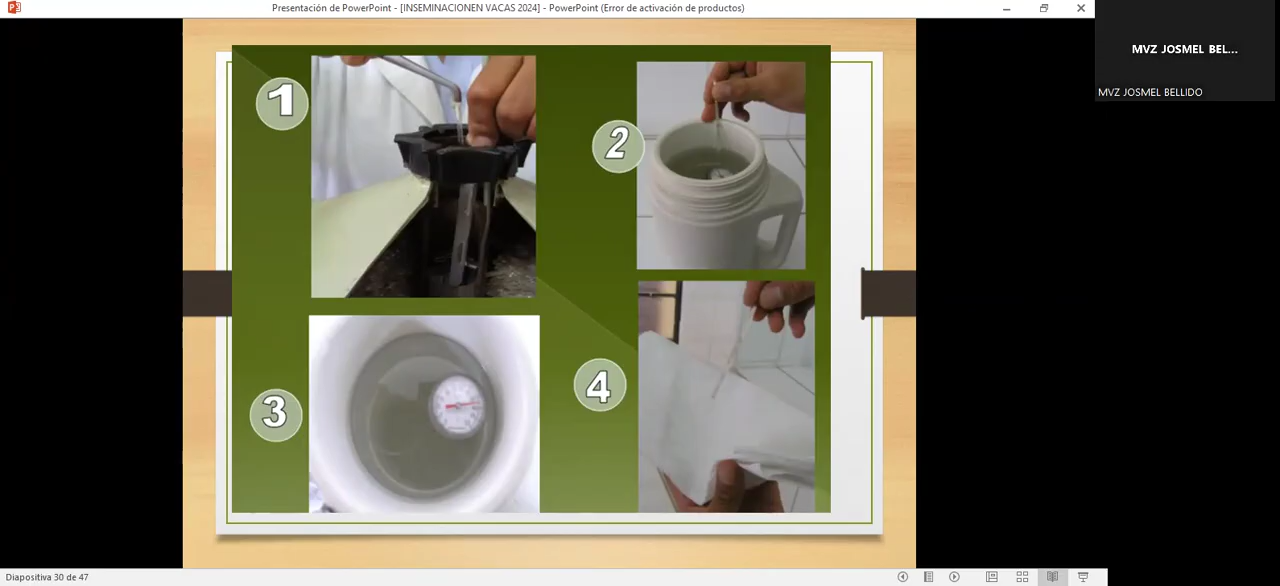 Presentación de PowerPoint - [INSEMINACIONEN VACAS 2024] - PowerPoint (Error de activación de productos)
MVZ JOSMEL BEL...
MVZ JOSMEL BELLIDO
1
2
3
4
Diapositiva 30 de 47